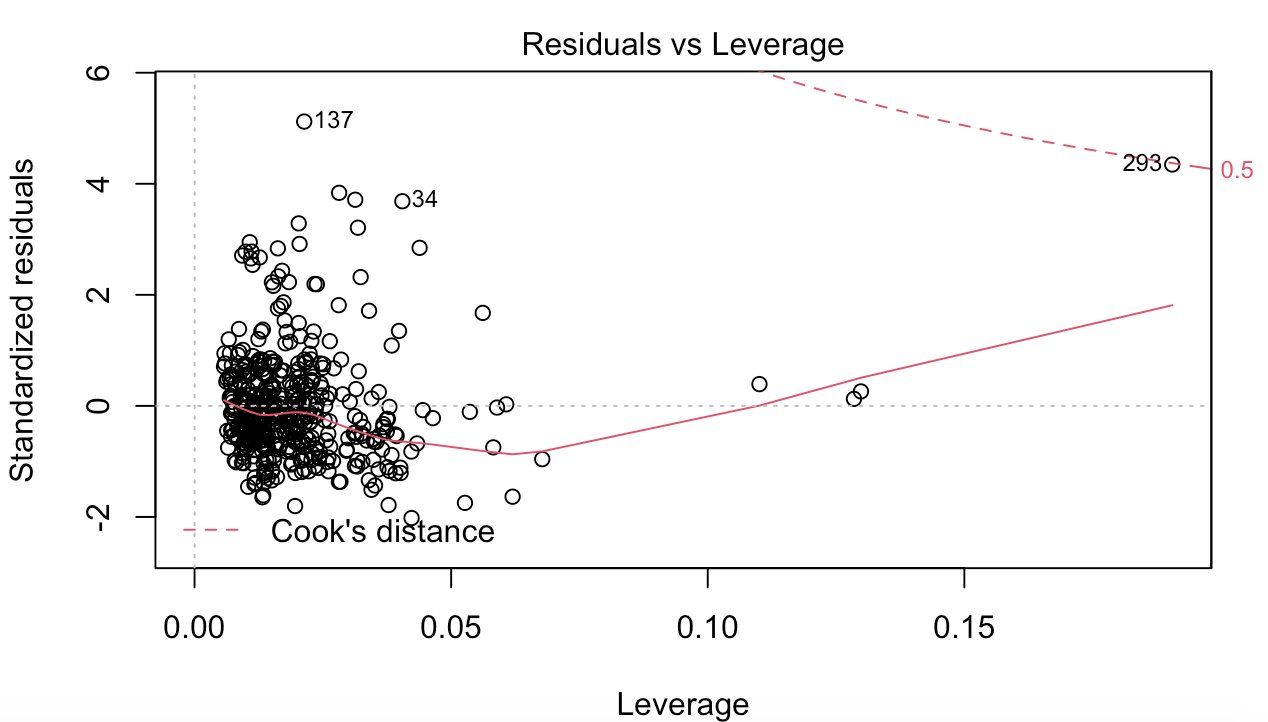 Residuals vs Leverage
6
137
293
0.5
4
34
Standardized residuals
2
0
-2
Cook's distance
0.00 0.05 0.10 0.15
Leverage